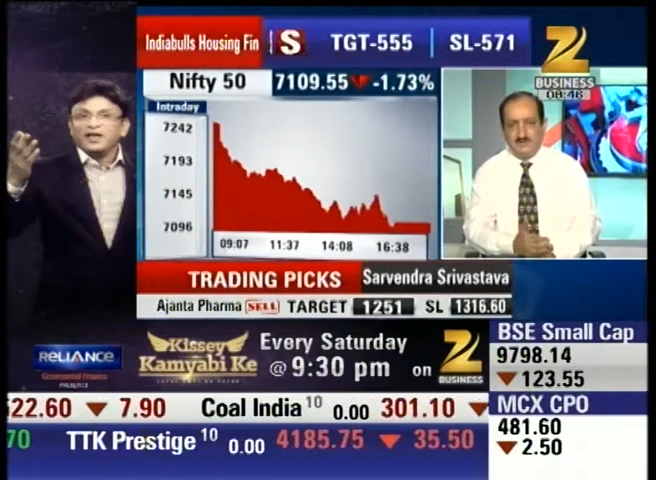 Indiabulls Housing Fin S TGT-555 SL-571
Z
BUSINESS
08:48
Nifty 50 7109.55 -1.73%
Intraday
7242
7193
7145
7096
09:07 11:37 14:08 16:38
TRADING PICKS Sarvendra Srivastava
Ajanta Pharma SELL TARGET 1251 SL 1316.60
RELIANCE
Kissey
Kamyabi Ke
Every Saturday
@ 9:30 pm on
Z
BUSINESS
BSE Small Cap
9798.14
123.55
MCX CPO
481.60
2.50
522.60 7.90 Coal India 10 0.00 301.10
70 TTK Prestige 10 0.00 4185.75 35.50